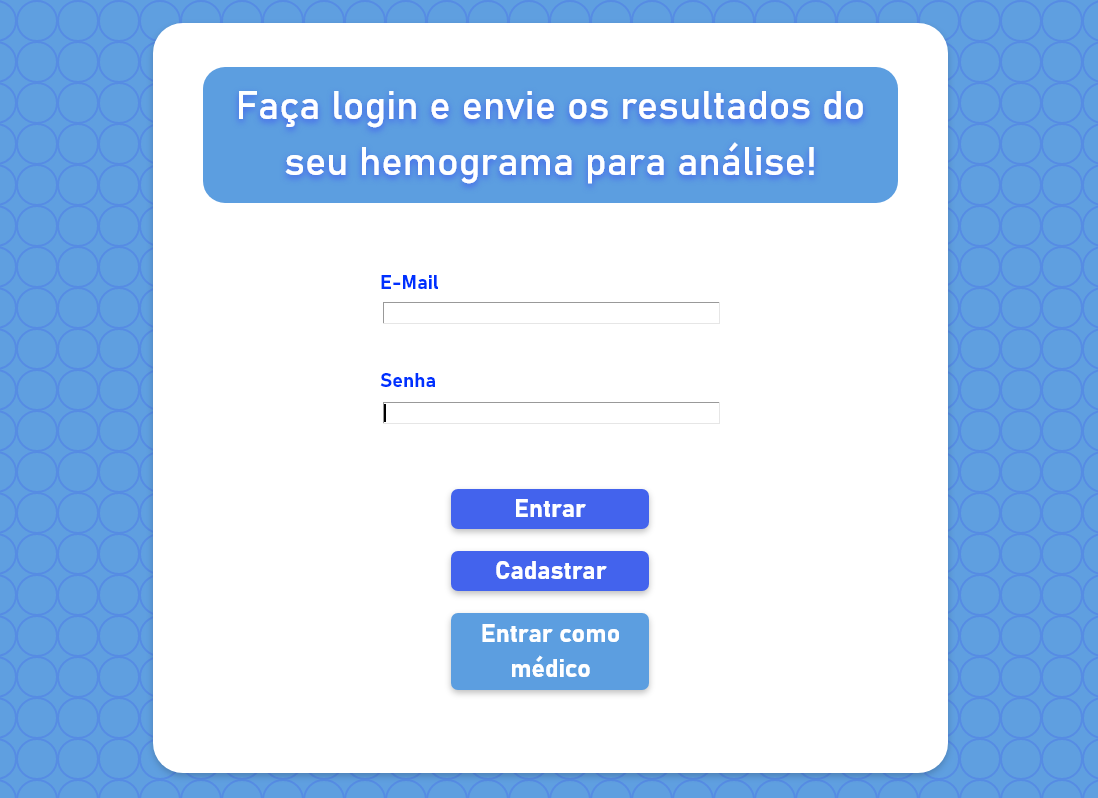 Faça login e envie os resultados do
seu hemograma para análise!
E-Mail
Senha
Entrar
Cadastrar
Entrar como
médico